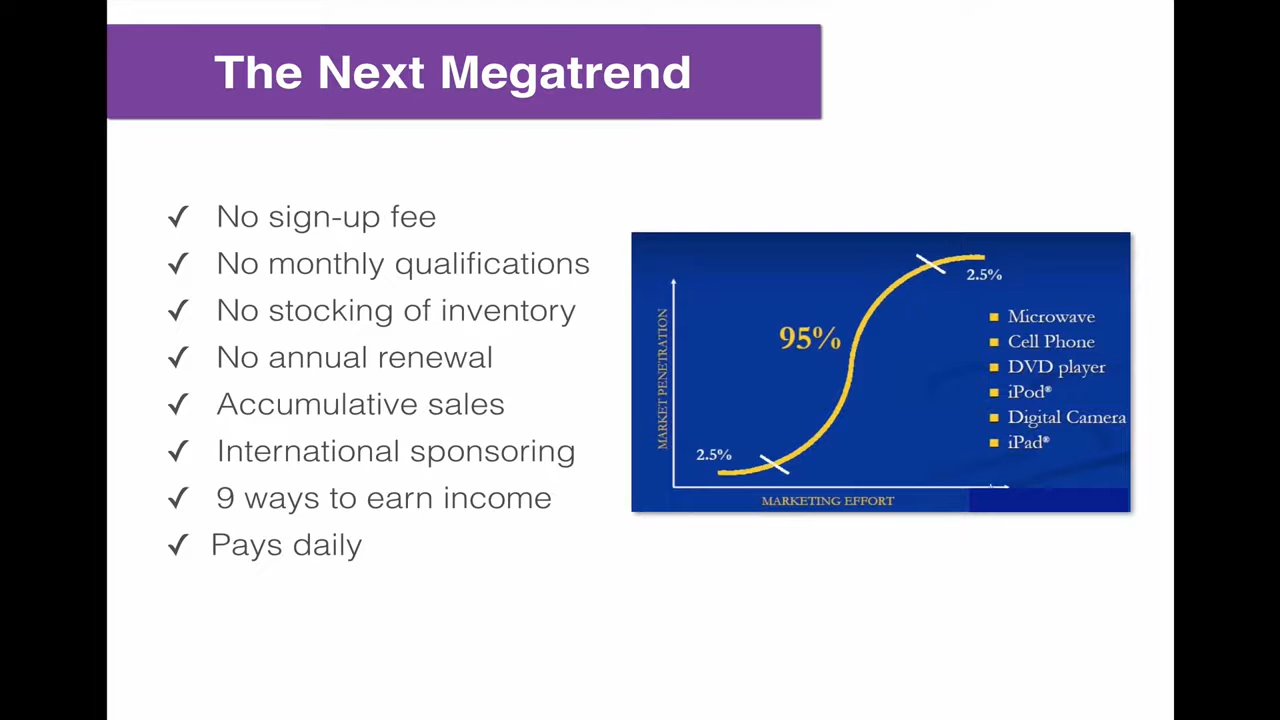 The Next Megatrend
✓ No sign-up fee
✓ No monthly qualifications
✓ No stocking of inventory
✓ No annual renewal
✓ Accumulative sales
✓ International sponsoring
✓ 9 ways to earn income
✓ Pays daily
MARKET PENETRATION
2.5%
95%
2.5%
Microwave
Cell Phone
DVD player
iPod®
Digital Camera
iPad®
MARKETING EFFORT